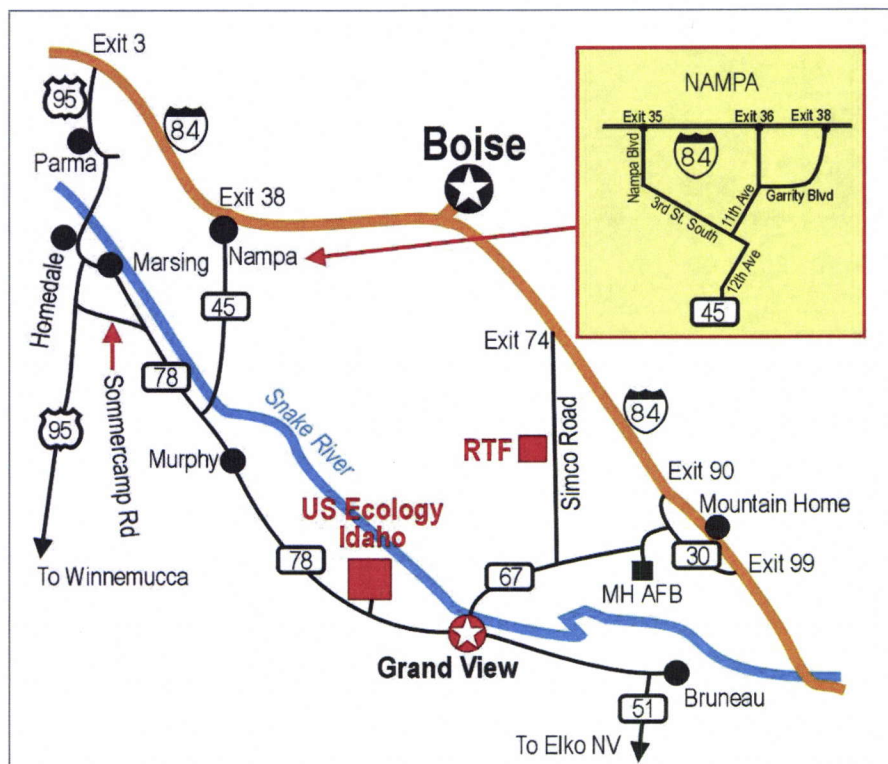 Exit 3
95
84
Parma
Boise
Exit 38
Nampa
Homedale
Marsing
45
Sommercamp Rd
78
95
Snake River
Murphy
To Winnemucca
US Ecology
Idaho
78
Exit 74
RTF
Simco Road
84
Exit 90
Mountain Home
30
Exit 99
67
MH AFB
Grand View
Bruneau
51
To Elko NV
NAMPA
Exit 35
Exit 36
Exit 38
84
Nampa Blvd
3rd St. South
11th Ave
Garrity Blvd
12th Ave
45